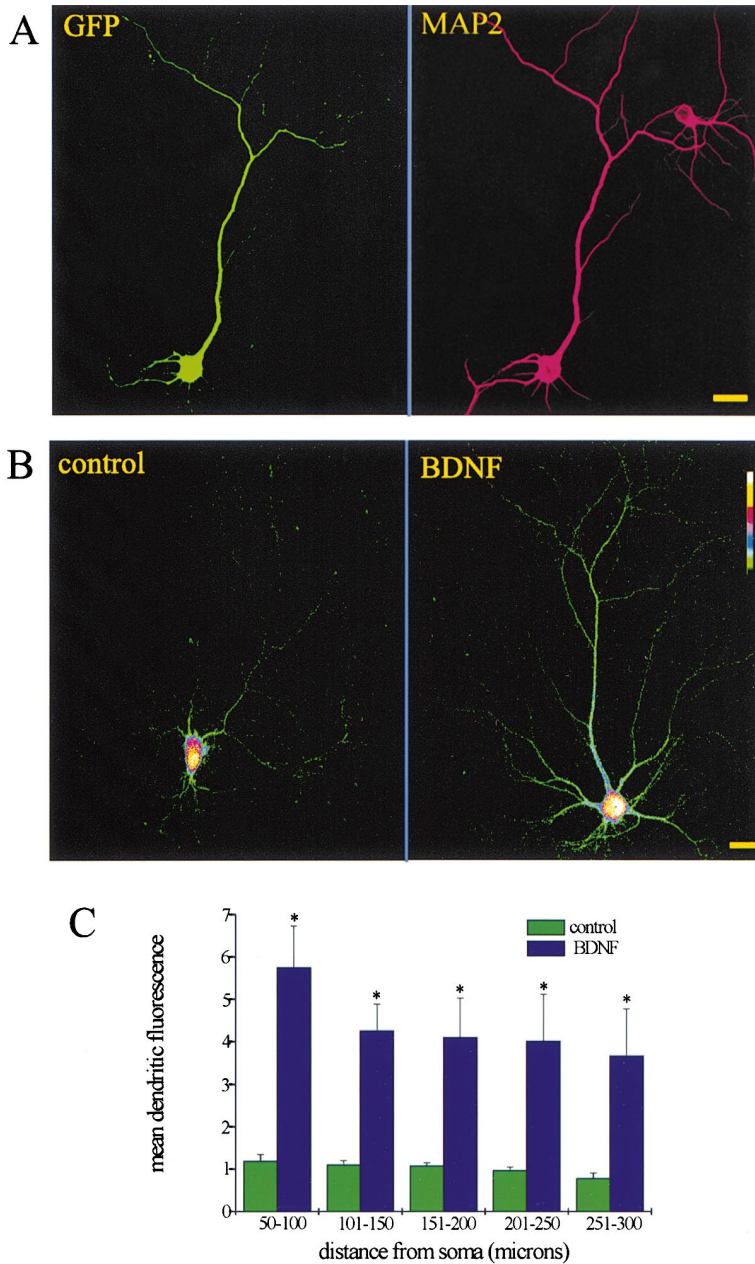 A
GFP
MAP2
B
control
BDNF
C
mean dendritic fluorescence
7
6
5
4
3
2
1
0
control
BDNF
*
*
*
*
*
50-100
101-150
151-200
201-250
251-300
distance from soma (microns)